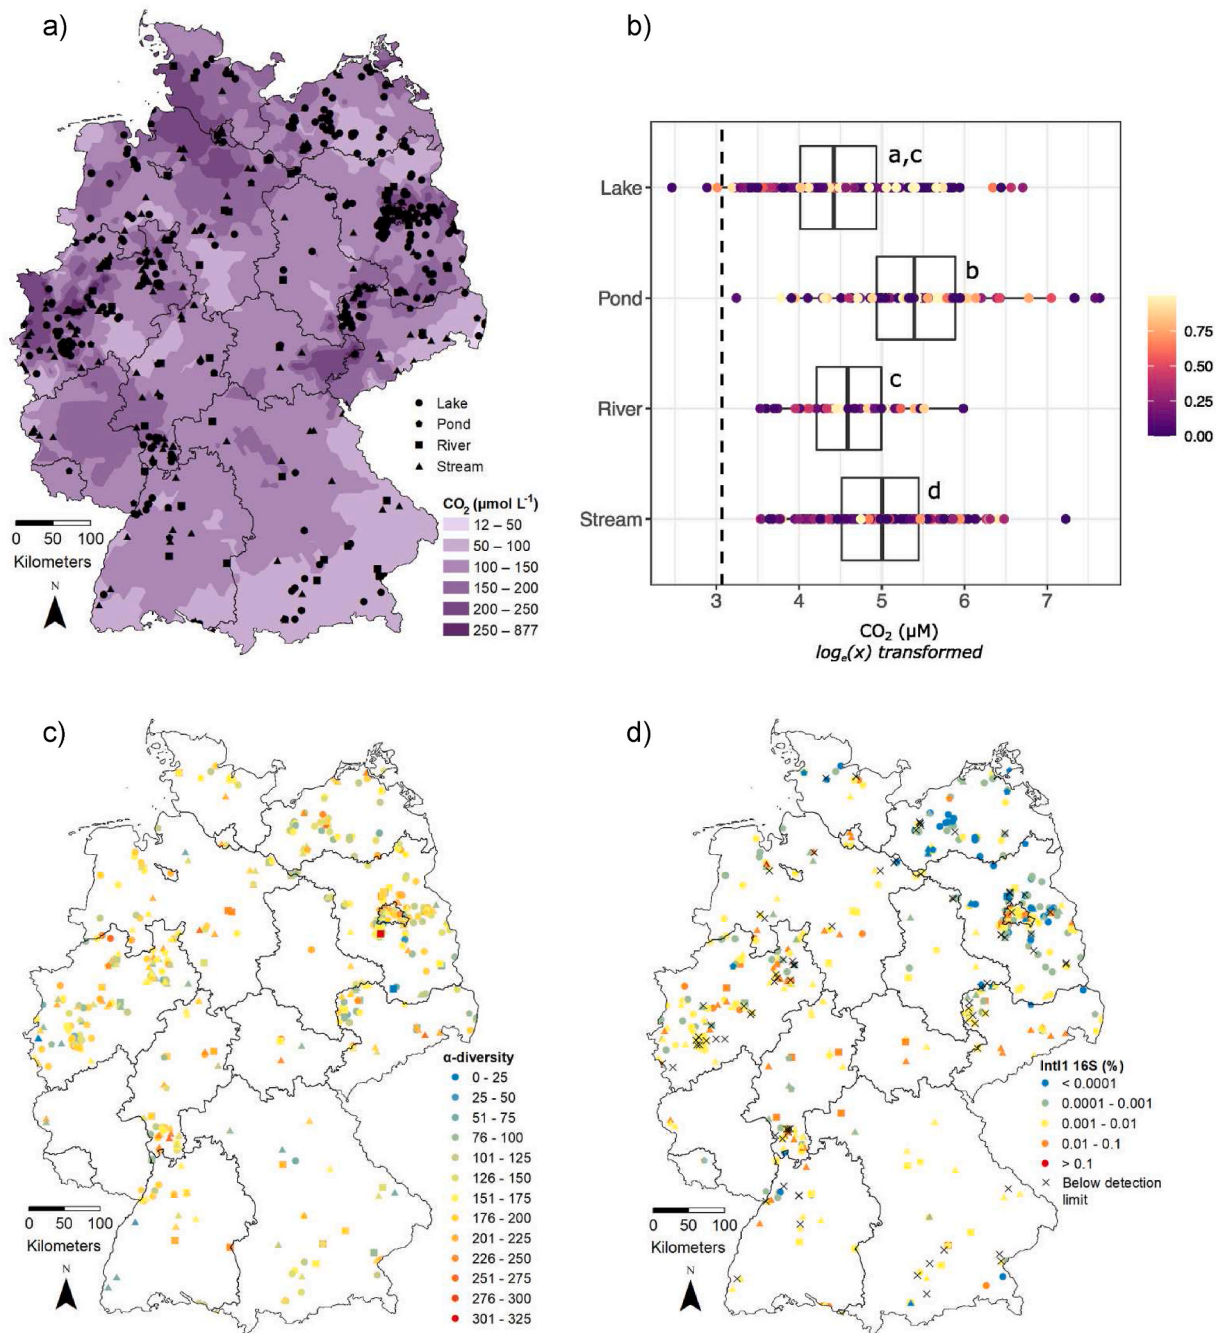 a)
Lake
Pond
River
Stream
CO₂ (µmol L⁻¹)
12 – 50
50 – 100
100 – 150
150 – 200
200 – 250
250 – 877
0 50 100
Kilometers
N
b)
Lake
a,c
Pond
b
River
c
Stream
d
3 4 5 6 7
CO₂ (µM)
logₑ(x) transformed
0.75
0.50
0.25
0.00
c)
α-diversity
0 - 25
25 - 50
51 - 75
76 - 100
101 - 125
126 - 150
151 - 175
176 - 200
201 - 225
226 - 250
251 - 275
276 - 300
301 - 325
0 50 100
Kilometers
N
d)
IntI1 16S (%)
< 0.0001
0.0001 - 0.001
0.001 - 0.01
0.01 - 0.1
> 0.1
Below detection
limit
0 50 100
Kilometers
N